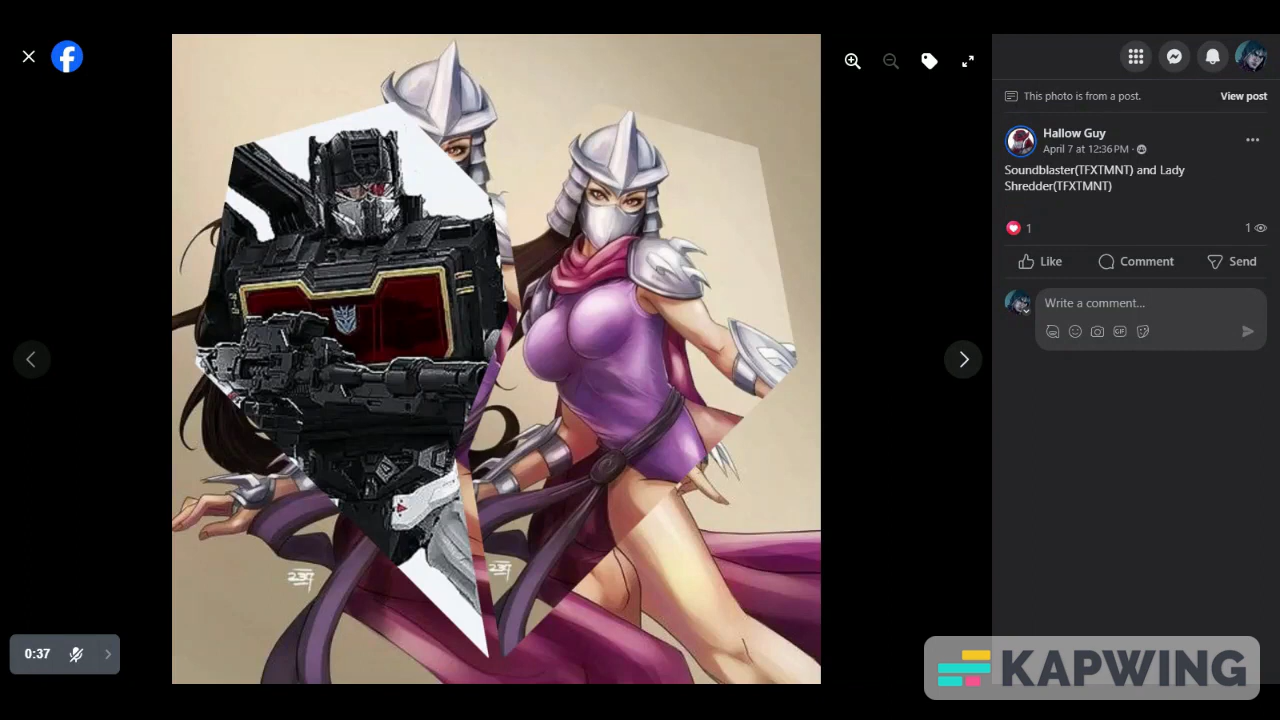 This photo is from a post.
View post
Hallow Guy
April 7 at 12:36 PM ·
Soundblaster(TFXTMNT) and Lady
Shredder(TFXTMNT)
1
1
Like
Comment
Send
Write a comment...
GIF
0:37
KAPWING